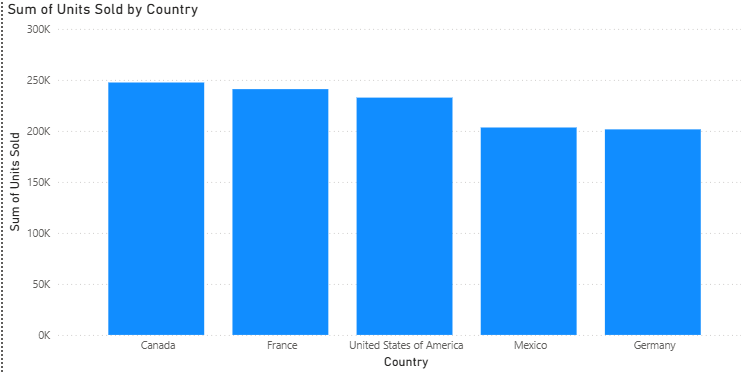 Sum of Units Sold by Country
300K
250K
200K
150K
100K
50K
0K
Sum of Units Sold
Canada France United States of America Mexico Germany
Country